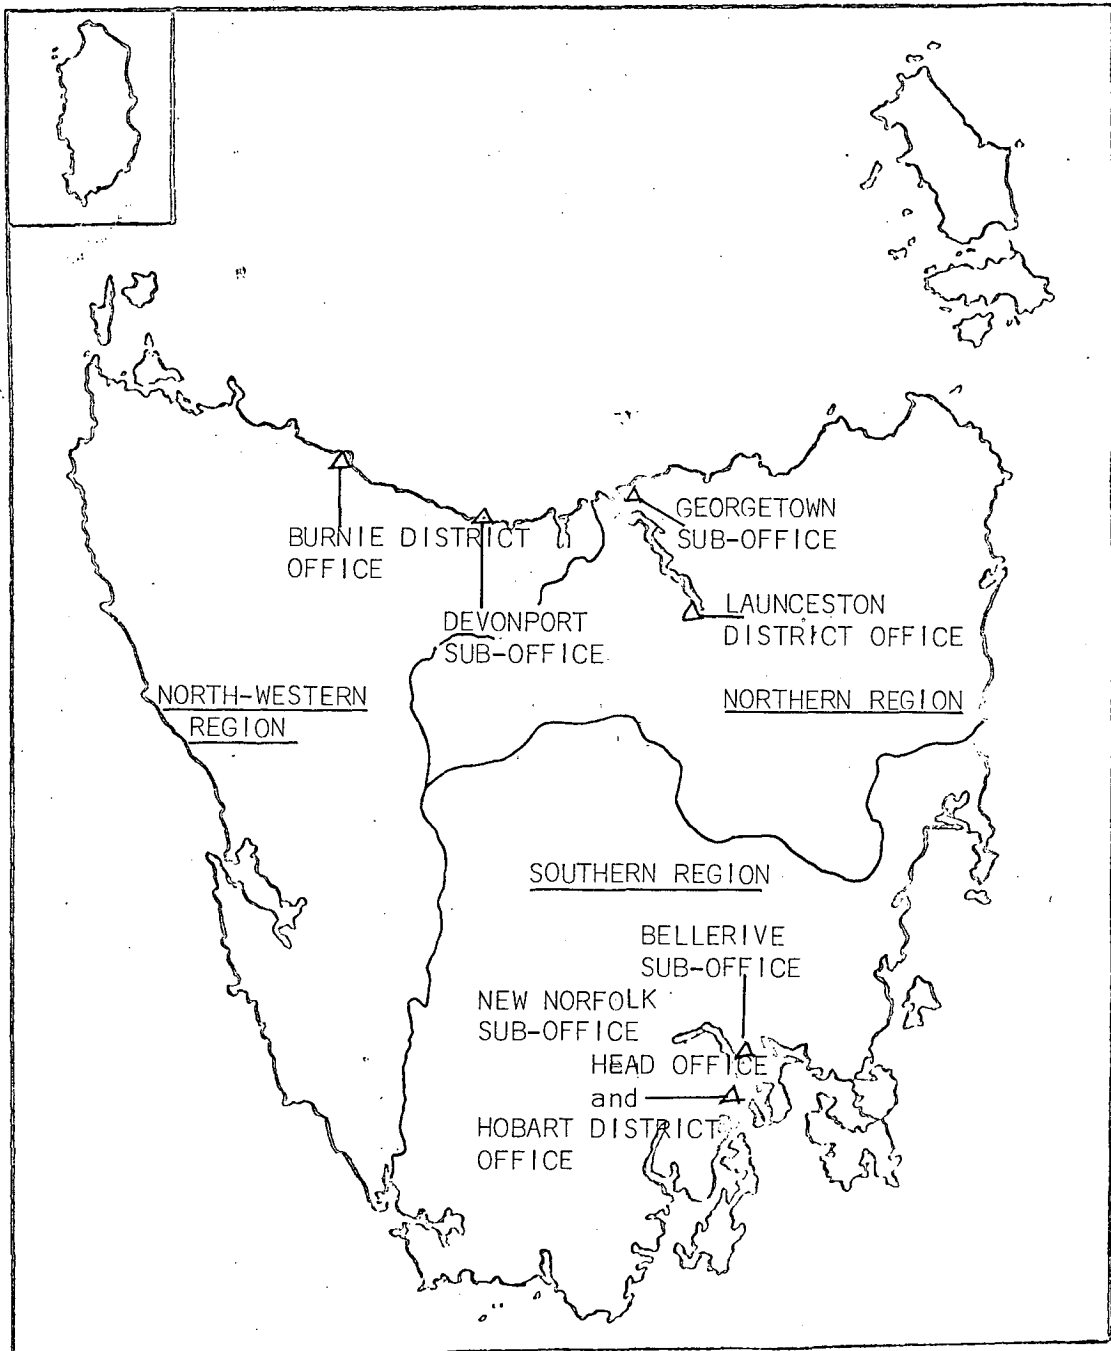 BURNIE DISTRICT
OFFICE
GEORGETOWN
SUB-OFFICE
DEVONPORT
SUB-OFFICE
LAUNCESTON
DISTRICT OFFICE
NORTH-WESTERN
REGION
NORTHERN REGION
SOUTHERN REGION
BELLERIVE
SUB-OFFICE
NEW NORFOLK
SUB-OFFICE
HEAD OFFICE
and
HOBART DISTRICT
OFFICE